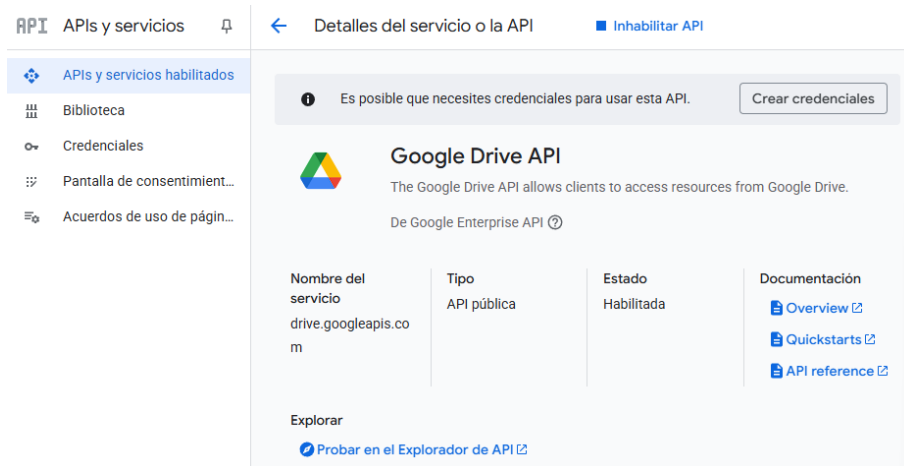 API APIs y servicios
APIs y servicios habilitados
Biblioteca
Credenciales
Pantalla de consentimient...
Acuerdos de uso de págin...
Detalles del servicio o la API
Inhabilitar API
Es posible que necesites credenciales para usar esta API.
Crear credenciales
Google Drive API
The Google Drive API allows clients to access resources from Google Drive.
De Google Enterprise API
Nombre del
servicio
drive.googleapis.co
m
Tipo
API pública
Estado
Habilitada
Documentación
Overview
Quickstarts
API reference
Explorar
Probar en el Explorador de API